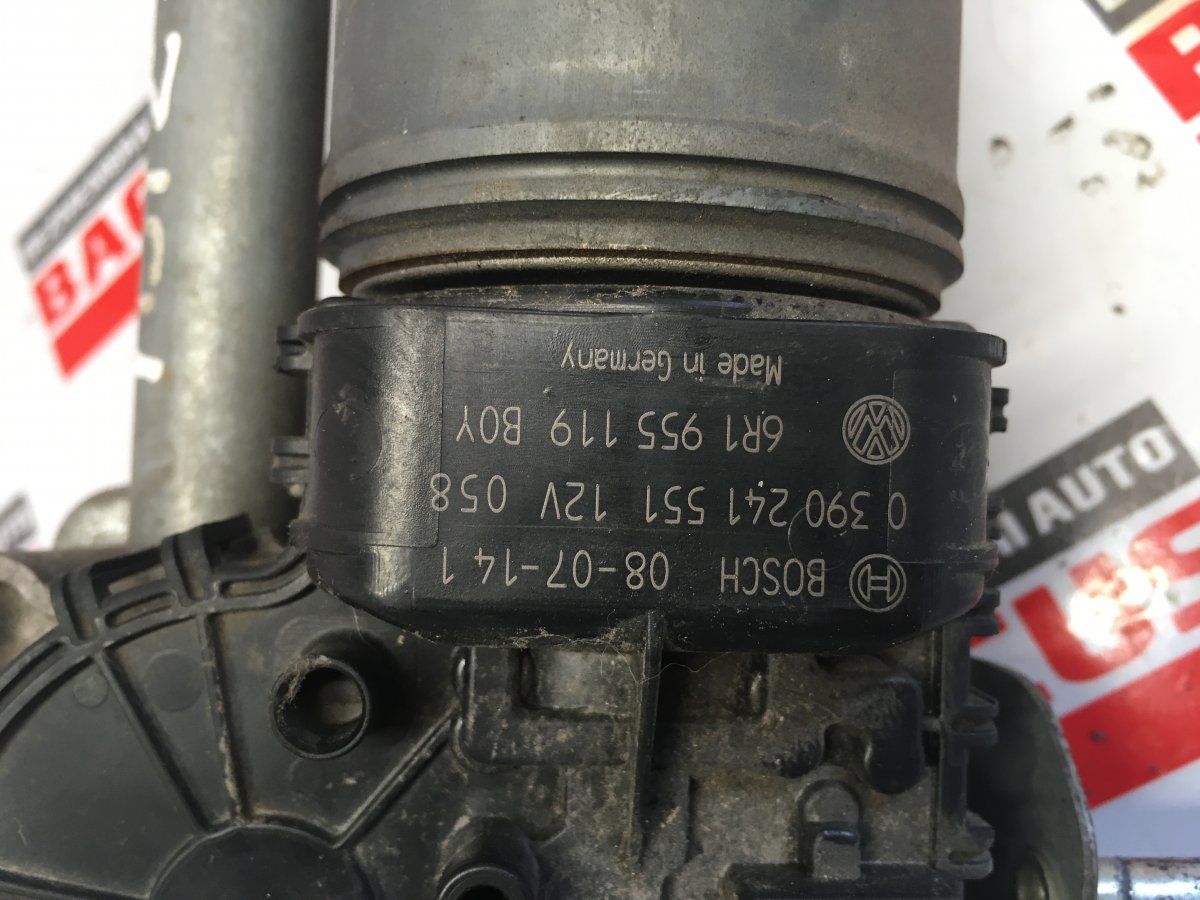 BOSCH 08-07-14 1
0 390 241 551 12V 058
6R1 955 119 B0Y
Made in Germany
BAC
AUTO